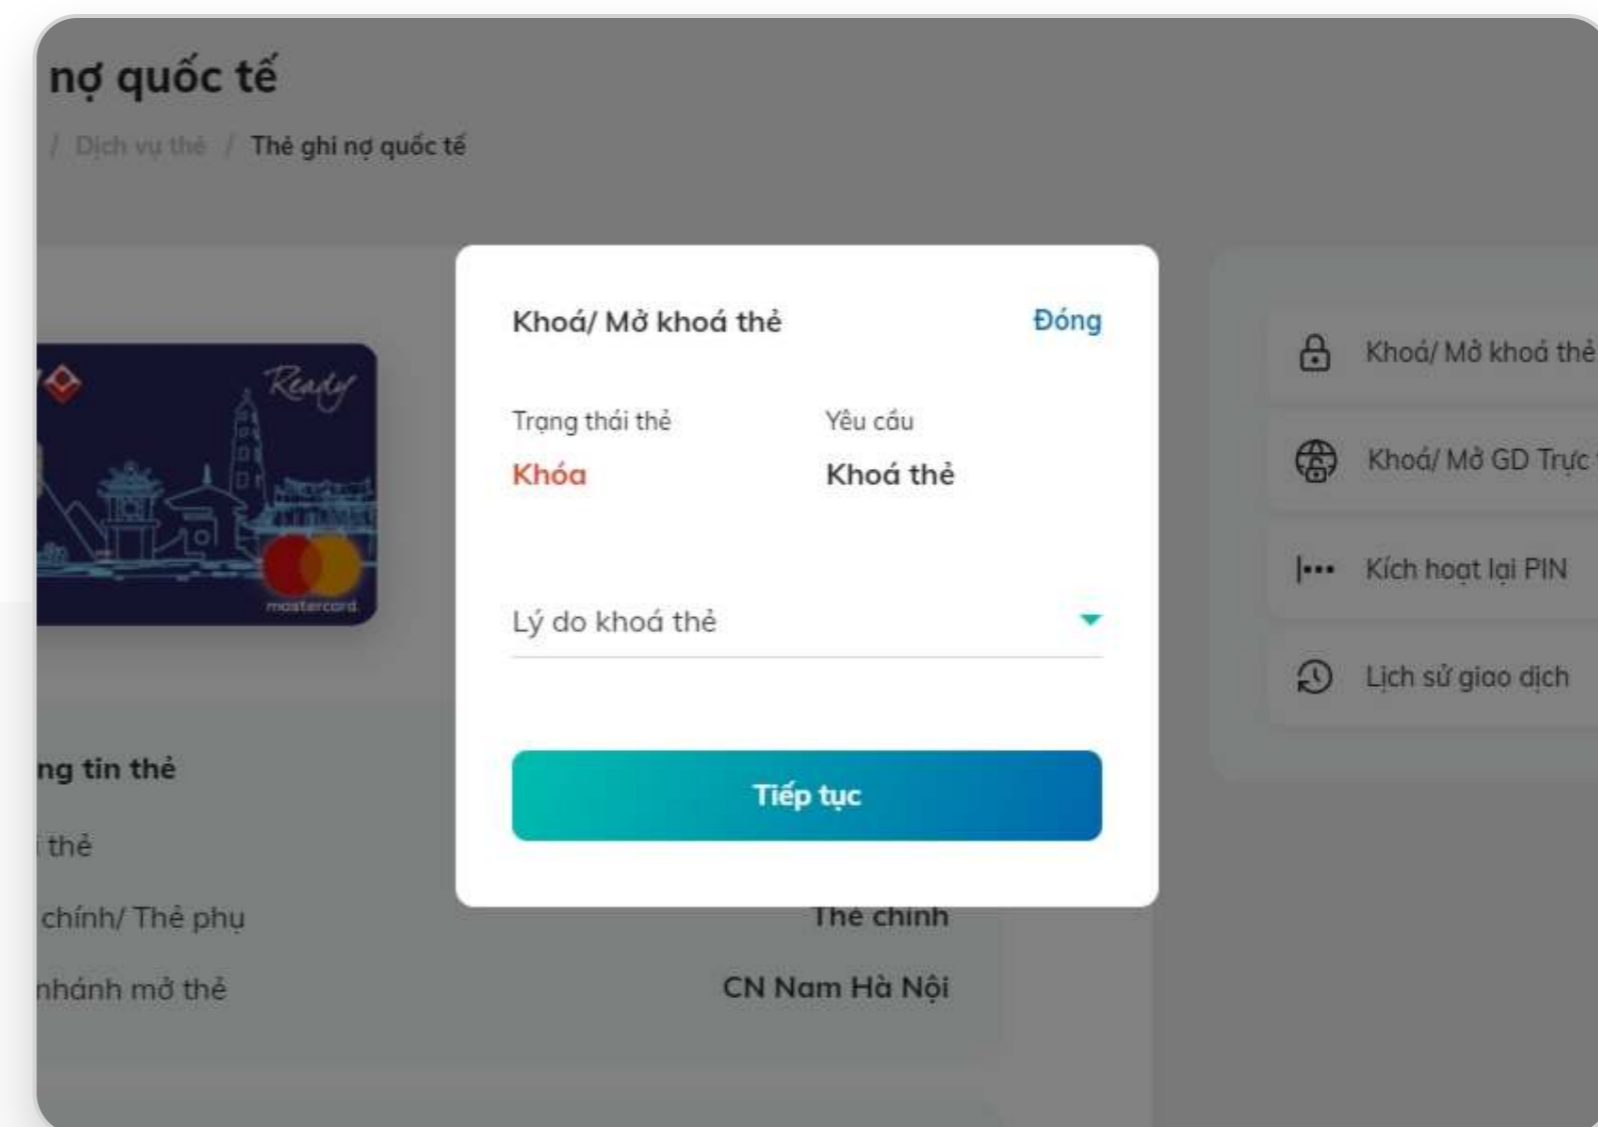 nợ quốc tế
/ Dịch vụ thẻ / Thẻ ghi nợ quốc tế
Khoá/ Mở khoá thẻ Đóng
Trạng thái thẻ Yêu cầu
Khóa Khoá thẻ
Lý do khoá thẻ
Tiếp tục
Ready
mastercard
Khoá/ Mở khoá thẻ
Khoá/ Mở GD Trực
Kích hoạt lại PIN
Lịch sử giao dịch
ng tin thẻ
thẻ
chính/ Thẻ phụ Thẻ chính
nhánh mở thẻ CN Nam Hà Nội